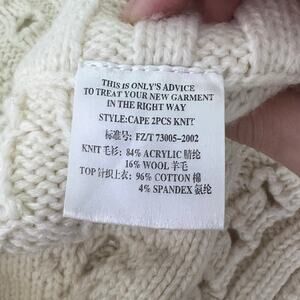 THIS IS ONLY'S ADVICE
TO TREAT YOUR NEW GARMENT
IN THE RIGHT WAY
STYLE:CAPE 2PCS KNIT
标准号: FZ/T 73005-2002
KNIT 毛衫: 84% ACRYLIC 腈纶
16% WOOL 羊毛
TOP 针织上衣: 96% COTTON 棉
4% SPANDEX 氨纶